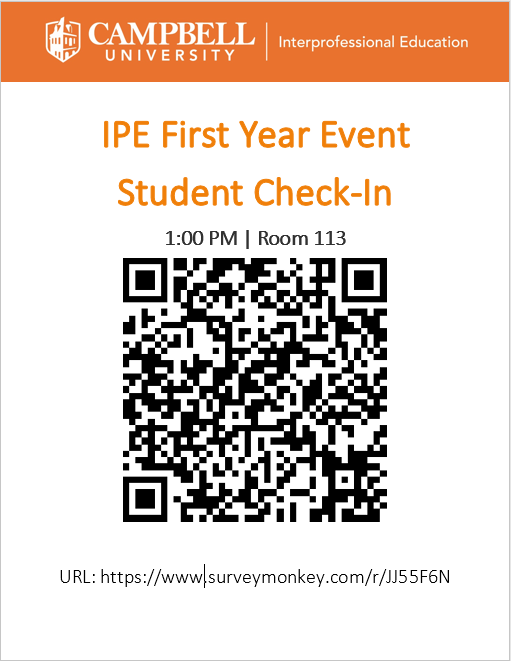 CAMPBELL
UNIVERSITY
Interprofessional Education
IPE First Year Event
Student Check-In
1:00 PM | Room 113
URL: https://www.surveymonkey.com/r/JJ55F6N